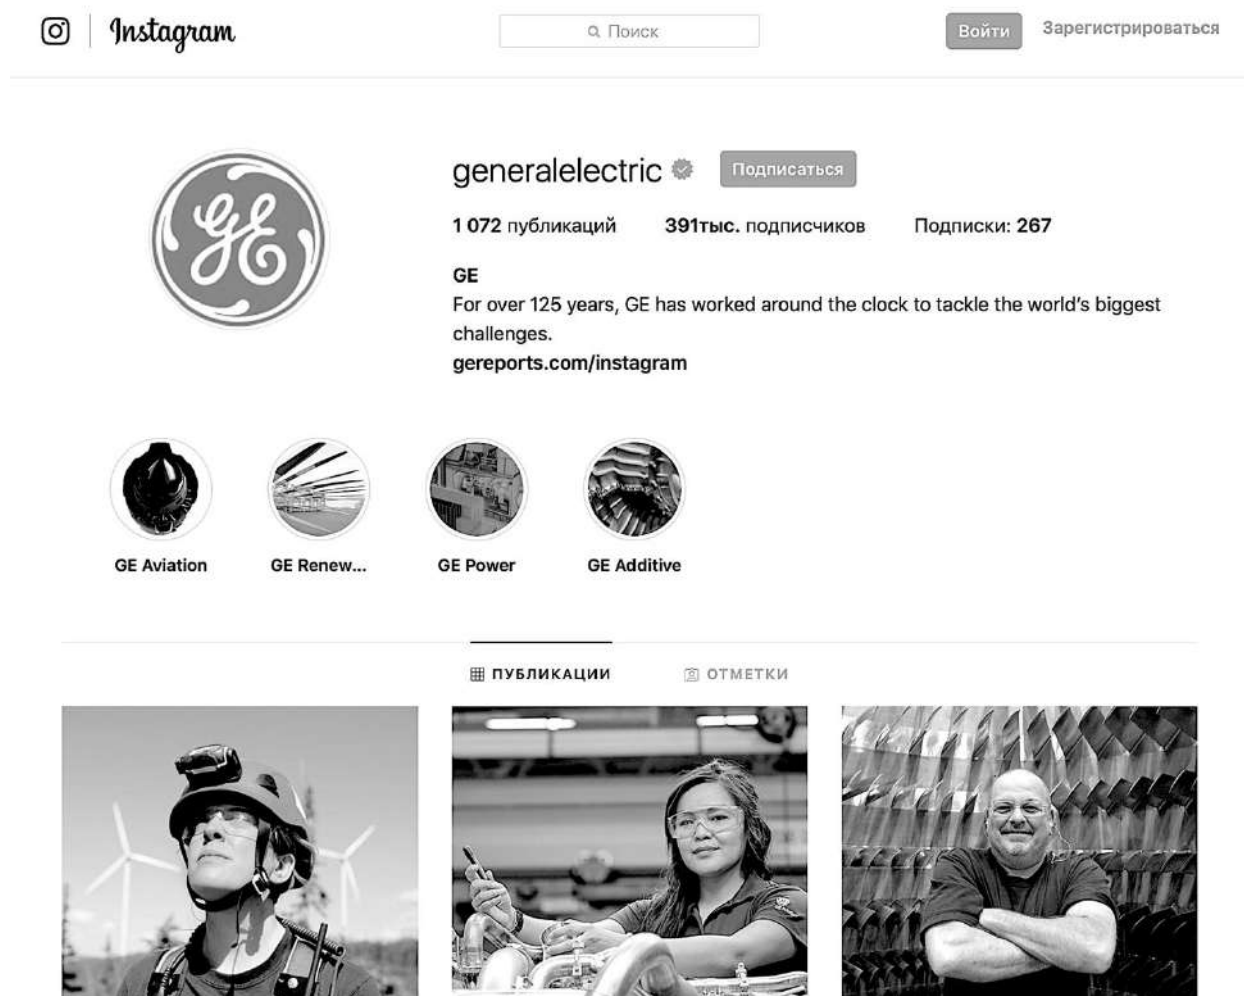 Instagram
Поиск
Войти
Зарегистрироваться
generalelectric
Подписаться
1 072 публикаций 391тыс. подписчиков Подписки: 267
GE
For over 125 years, GE has worked around the clock to tackle the world's biggest
challenges.
gereports.com/instagram
GE
GE Aviation GE Renew... GE Power GE Additive
ПУБЛИКАЦИИ ОТМЕТКИ